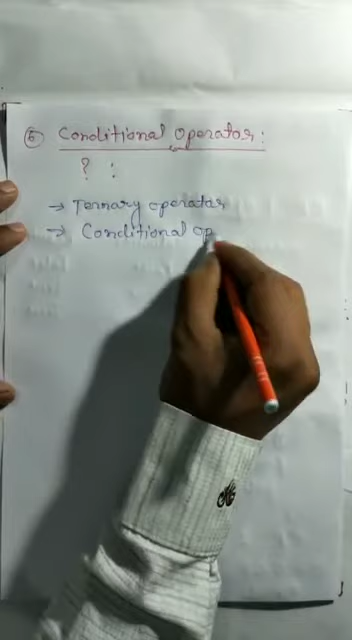 ⑤ Conditional operator:
? :
→ Ternary operator
→ Conditional op